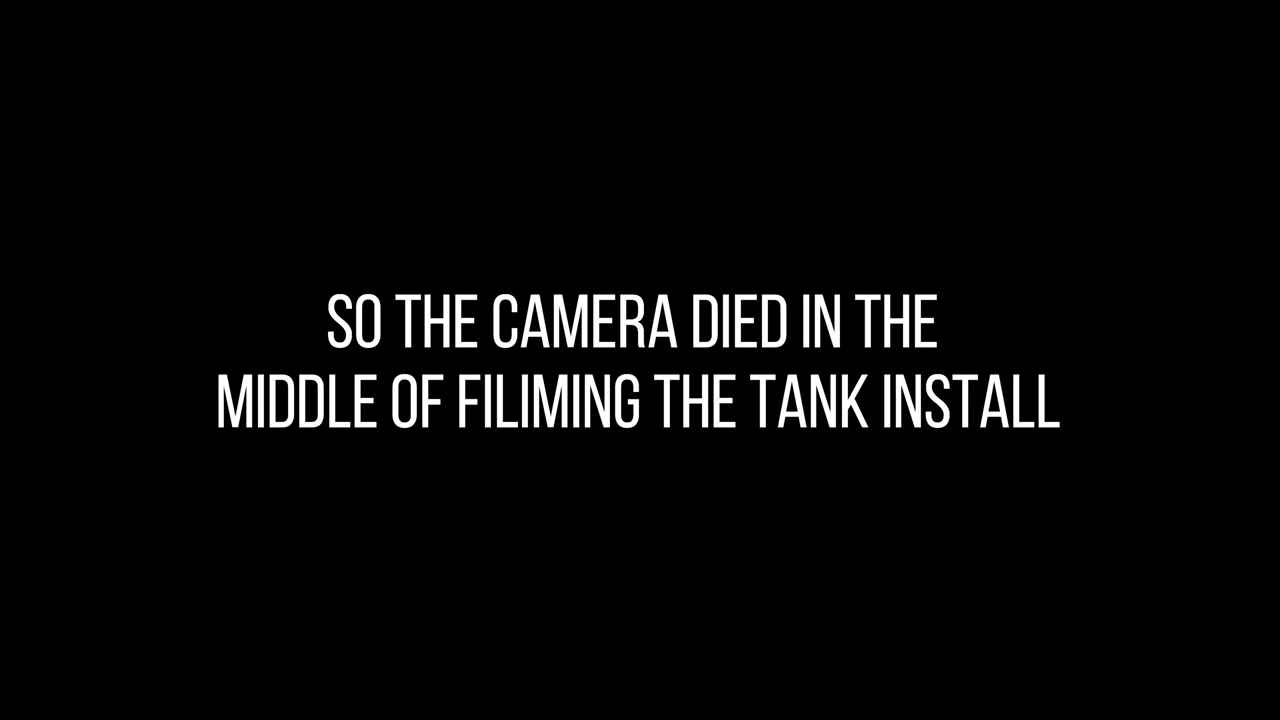 SO THE CAMERA DIED IN THE
MIDDLE OF FILIMING THE TANK INSTALL